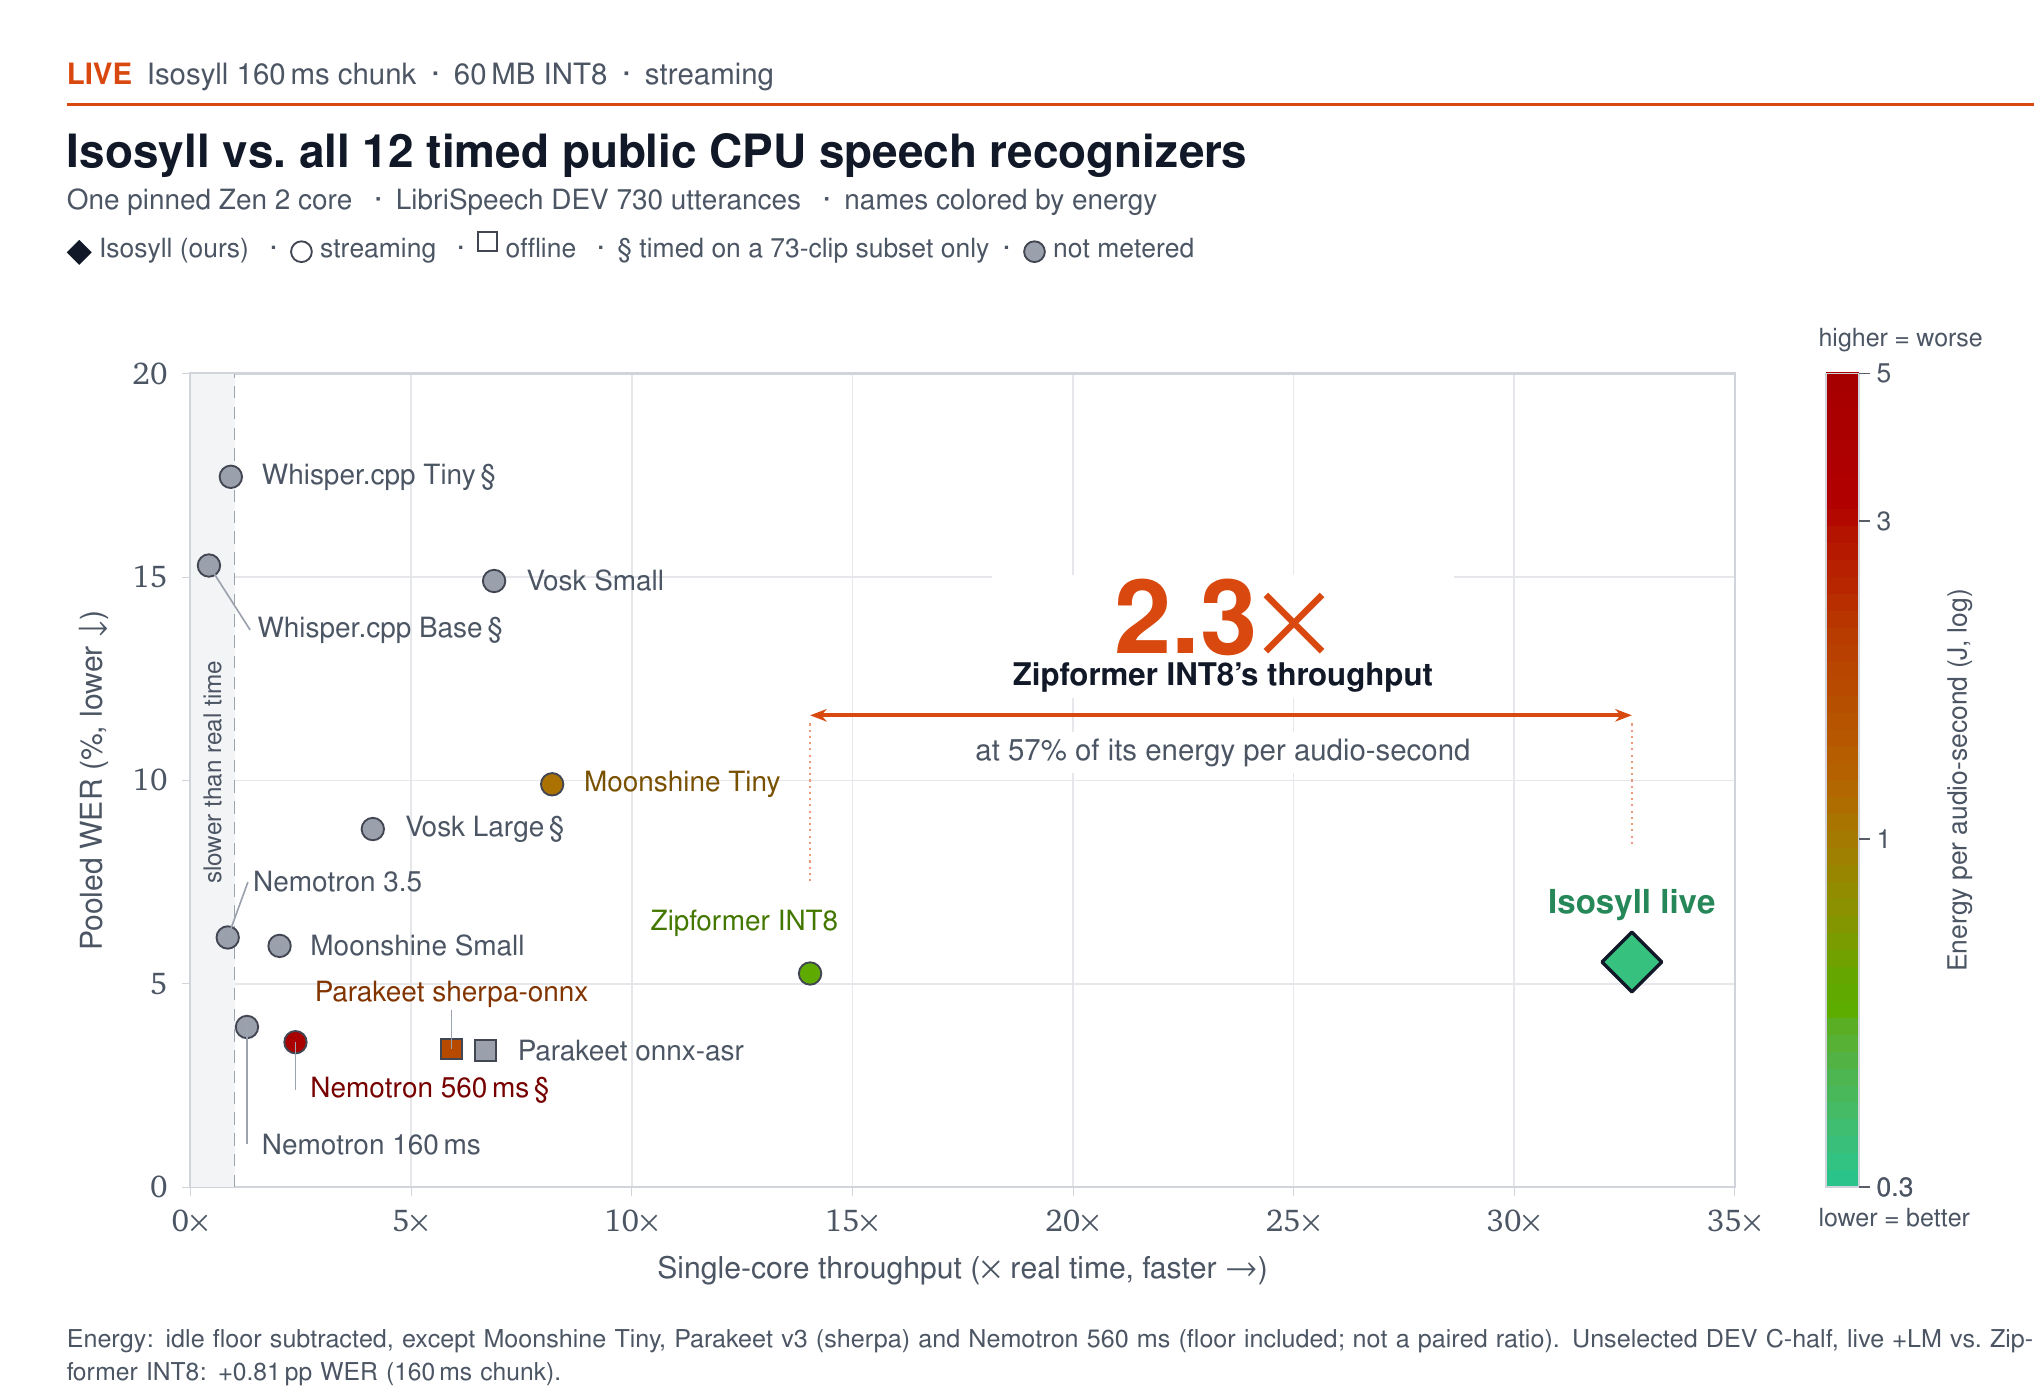 LIVE Isosyll 160 ms chunk · 60 MB INT8 · streaming
Isosyll vs. all 12 timed public CPU speech recognizers
One pinned Zen 2 core · LibriSpeech DEV 730 utterances · names colored by energy
Isosyll (ours) · streaming · offline · § timed on a 73-clip subset only · not metered
higher = worse
20
15
10
5
0
Pooled WER (%, lower ↓)
slower than real time
Whisper.cpp Tiny §
Whisper.cpp Base §
Vosk Small
2.3×
Zipformer INT8’s throughput
at 57% of its energy per audio-second
Moonshine Tiny
Vosk Large §
Nemotron 3.5
Zipformer INT8
Isosyll live
Moonshine Small
Parakeet sherpa-onnx
Parakeet onnx-asr
Nemotron 560 ms §
Nemotron 160 ms
0× 5× 10× 15× 20× 25× 30× 35×
Single-core throughput (× real time, faster →)
5
3
1
0.3
Energy per audio-second (J, log)
lower = better
Energy: idle floor subtracted, except Moonshine Tiny, Parakeet v3 (sherpa) and Nemotron 560 ms (floor included; not a paired ratio). Unselected DEV C-half, live +LM vs. Zip-
former INT8: +0.81 pp WER (160 ms chunk).